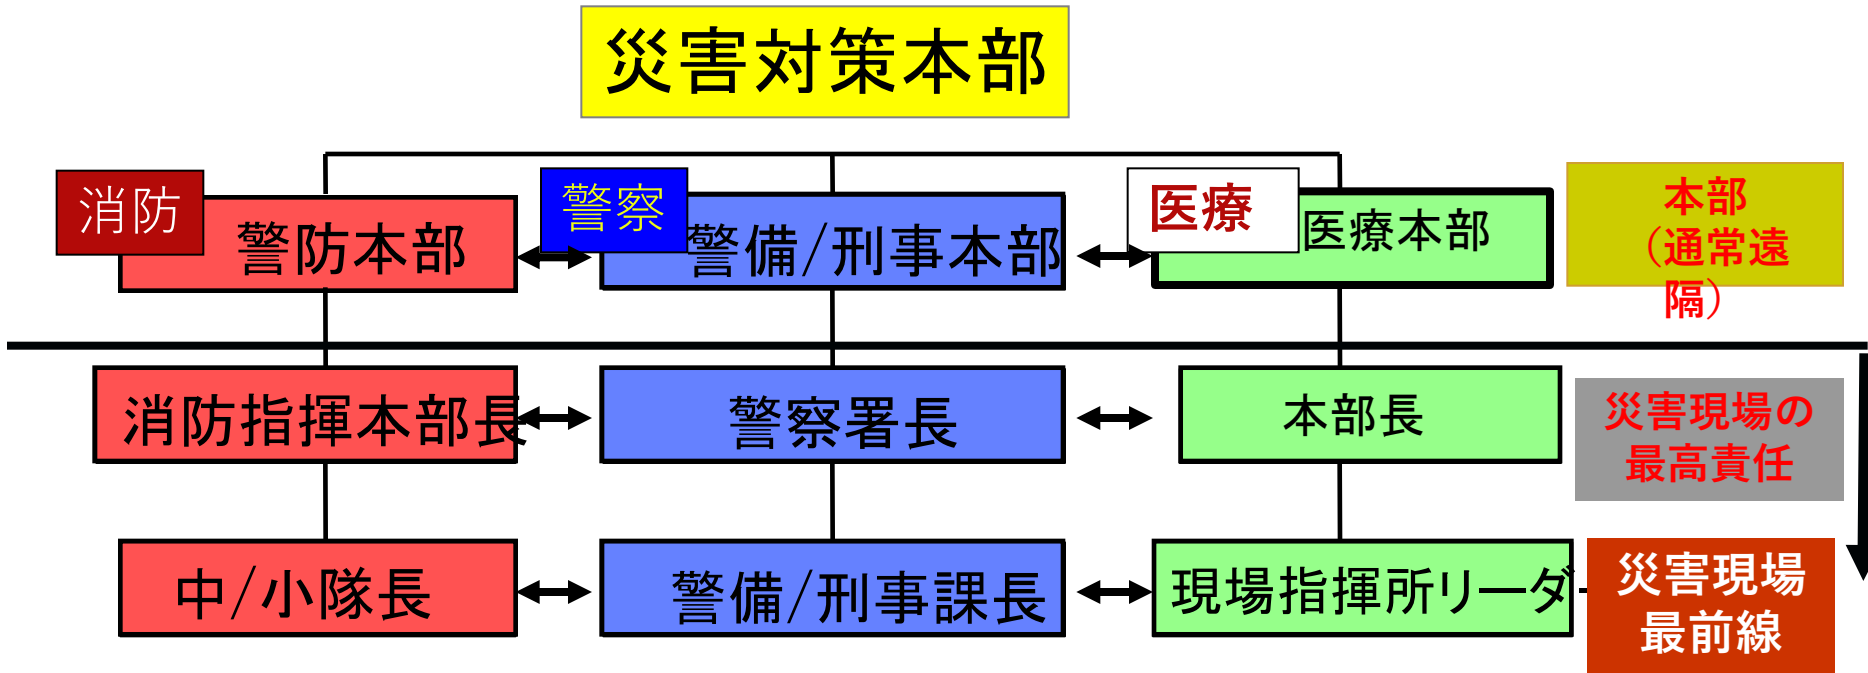 災害対策本部
消防
警防本部
警察
警備/刑事本部
医療
医療本部
本部
（通常遠
隔）
消防指揮本部長
警察署長
本部長
災害現場の
最高責任
中/小隊長
警備/刑事課長
現場指揮所リーダー
災害現場
最前線